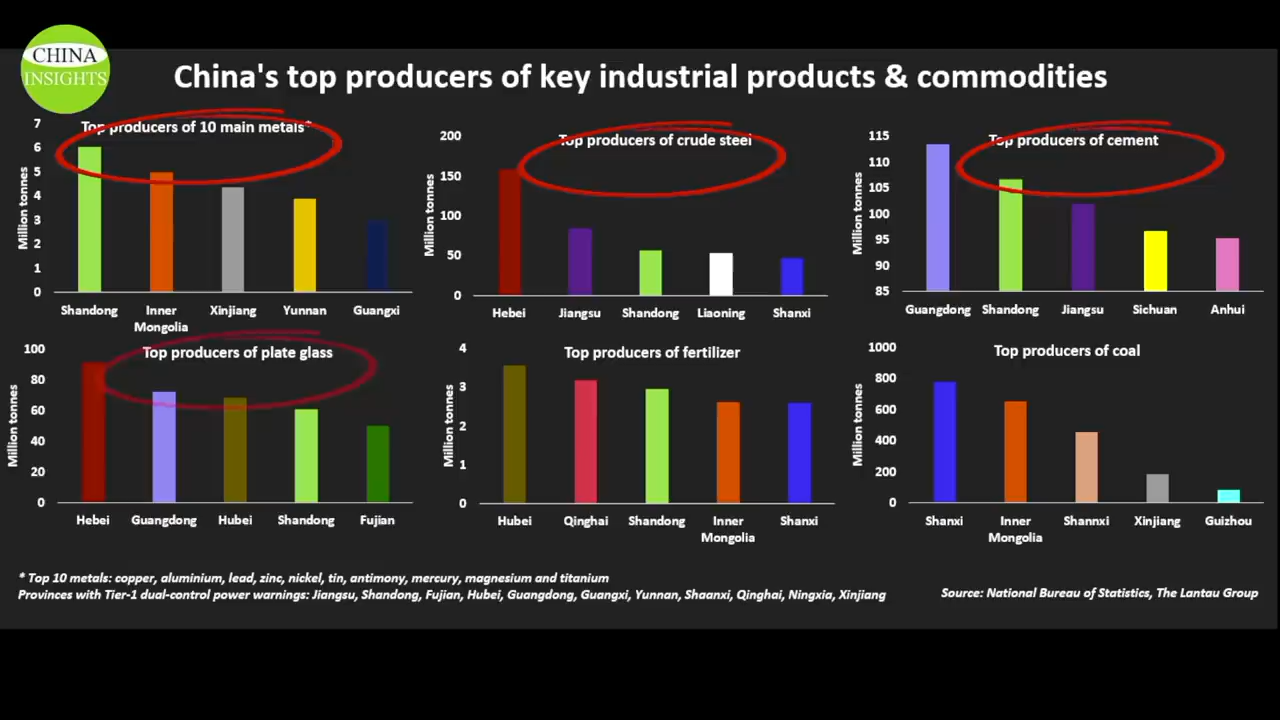 CHINA
INSIGHTS
China's top producers of key industrial products & commodities
Top producers of 10 main metals*
Million tonnes
7
6
5
4
3
2
1
0
Shandong
Inner
Mongolia
Xinjiang
Yunnan
Guangxi
Top producers of crude steel
Million tonnes
200
150
100
50
0
Hebei
Jiangsu
Shandong
Liaoning
Shanxi
Top producers of cement
Million tonnes
115
110
105
100
95
90
85
Guangdong
Shandong
Jiangsu
Sichuan
Anhui
Top producers of plate glass
Million tonnes
100
80
60
40
20
0
Hebei
Guangdong
Hubei
Shandong
Fujian
Top producers of fertilizer
Million tonnes
4
3
2
1
0
Hubei
Qinghai
Shandong
Inner
Mongolia
Shanxi
Top producers of coal
Million tonnes
1000
800
600
400
200
0
Shanxi
Inner
Mongolia
Shannxi
Xinjiang
Guizhou
* Top 10 metals: copper, aluminium, lead, zinc, nickel, tin, antimony, mercury, magnesium and titanium
Provinces with Tier-1 dual-control power warnings: Jiangsu, Shandong, Fujian, Hubei, Guangdong, Guangxi, Yunnan, Shaanxi, Qinghai, Ningxia, Xinjiang
Source: National Bureau of Statistics, The Lantau Group